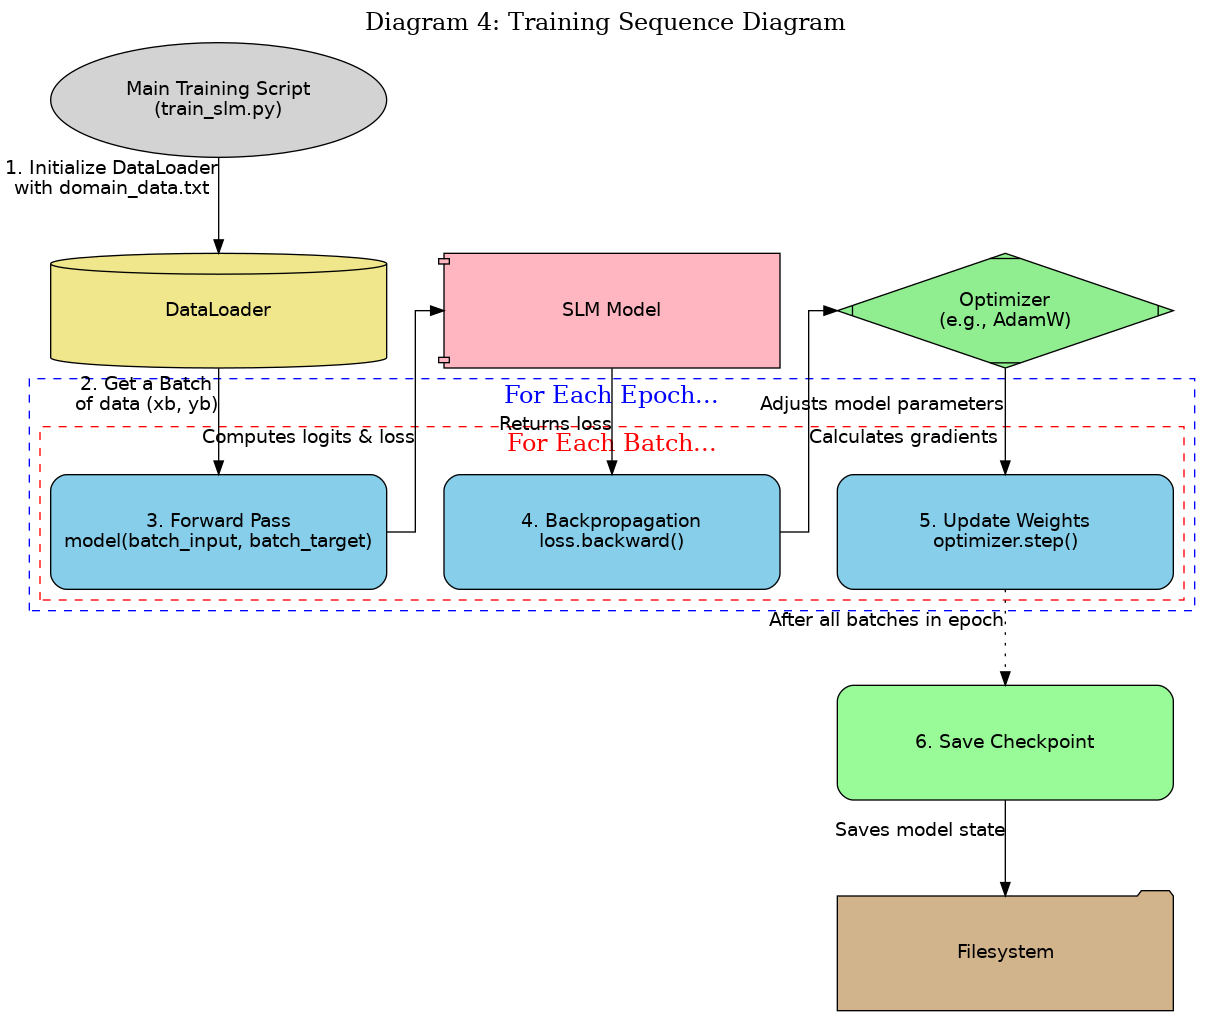 Diagram 4: Training Sequence Diagram
Main Training Script
(train_slm.py)
1. Initialize DataLoader
with domain_data.txt
DataLoader
SLM Model
Optimizer
(e.g., AdamW)
2. Get a Batch
of data (xb, yb)
For Each Epoch...
Adjusts model parameters
Returns loss
Computes logits & loss
For Each Batch...
Calculates gradients
3. Forward Pass
model(batch_input, batch_target)
4. Backpropagation
loss.backward()
5. Update Weights
optimizer.step()
After all batches in epoch
6. Save Checkpoint
Saves model state
Filesystem